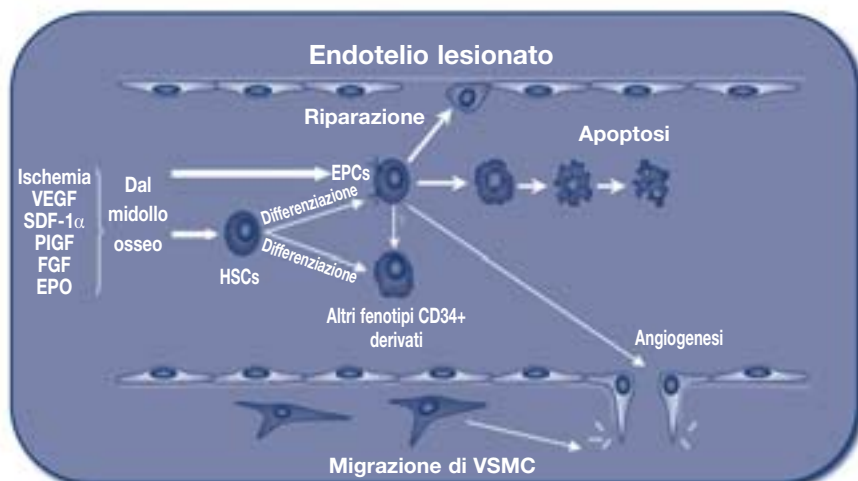 Endotelio lesionato
Riparazione
Apoptosi
Ischemia
VEGF
SDF-1α
PlGF
FGF
EPO
Dal
midollo
osseo
EPCs
Differenziazione
Differenziazione
HSCs
Altri fenotipi CD34+
derivati
Angiogenesi
Migrazione di VSMC